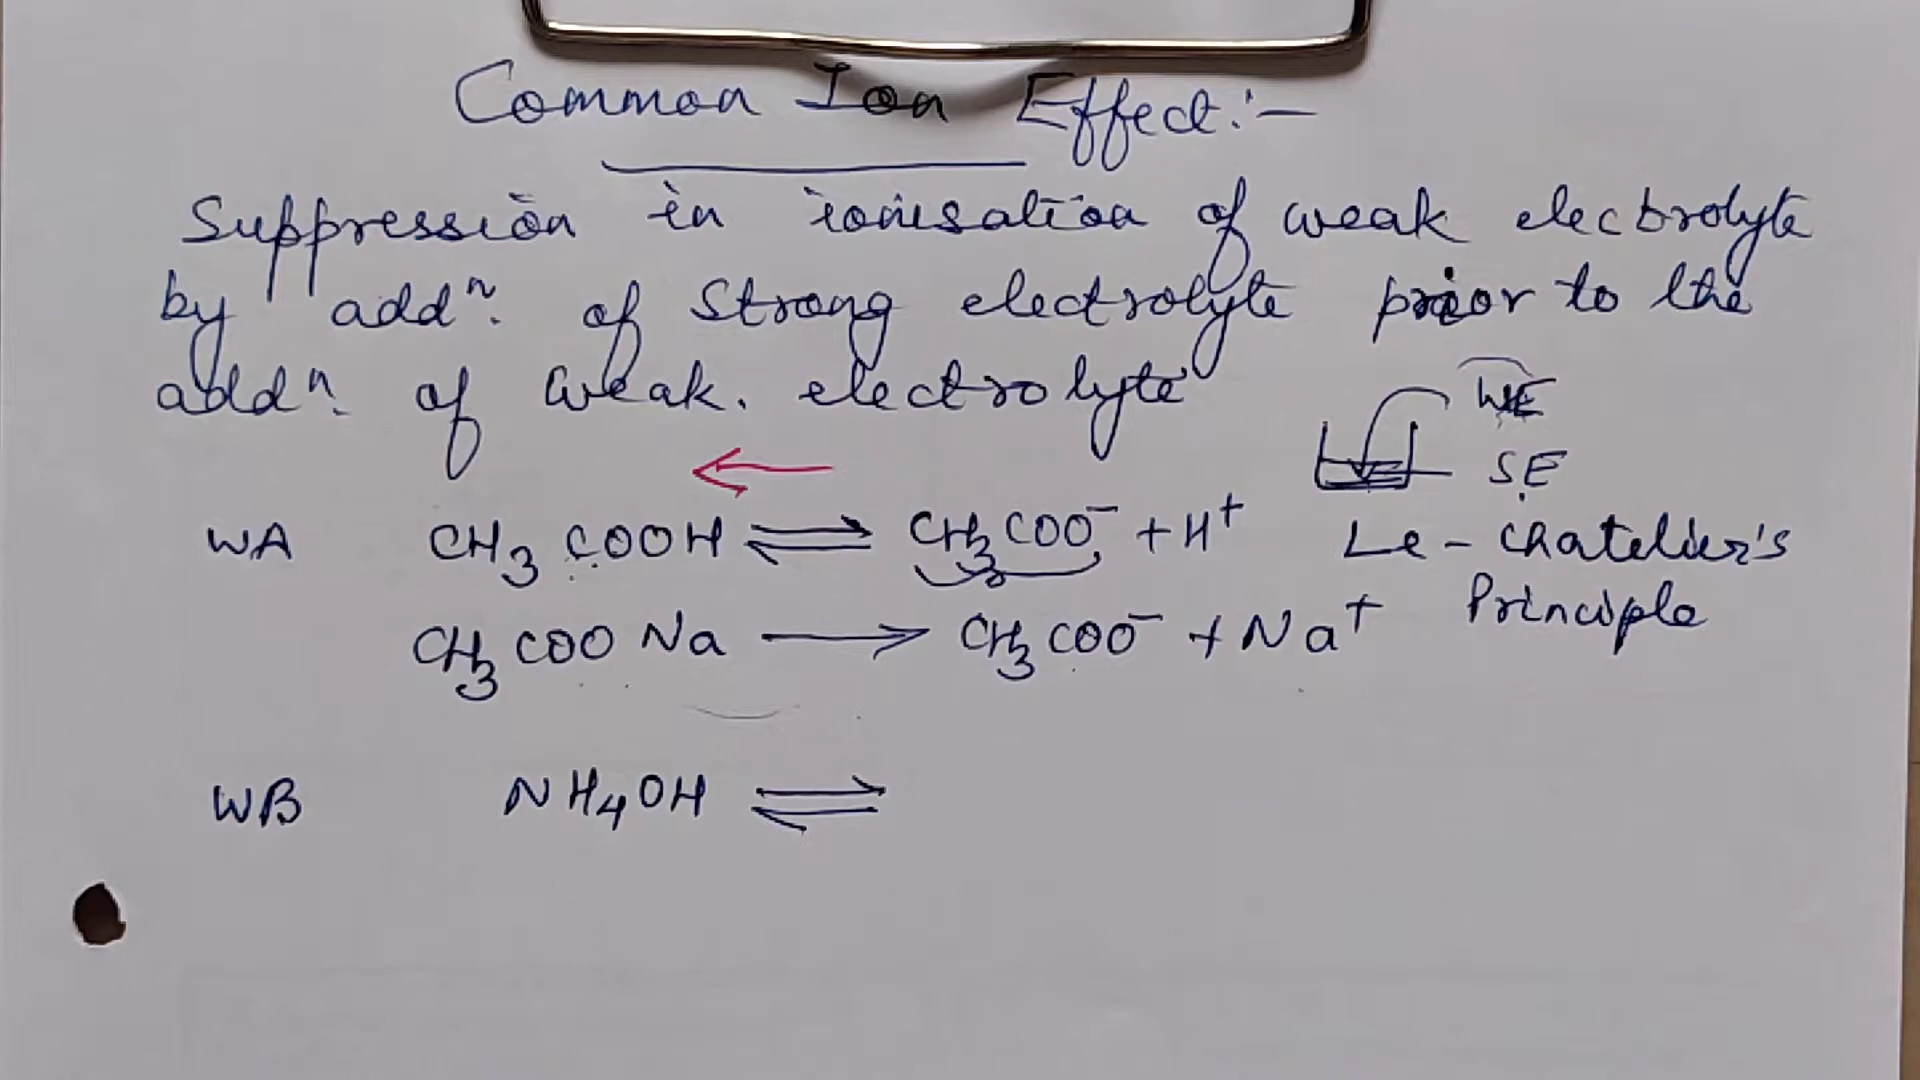 Common Ion Effect:-
Suppression in ionisation of weak electrolyte
by addⁿ. of Strong electrolyte prior to the
addⁿ. of weak. electrolyte
WE
SE
WA CH₃COOH ⇌ CH₃COO⁻ + H⁺
Le-Chatelier's
Principle
CH₃COONa ⟶ CH₃COO⁻ + Na⁺
WB NH₄OH ⇌